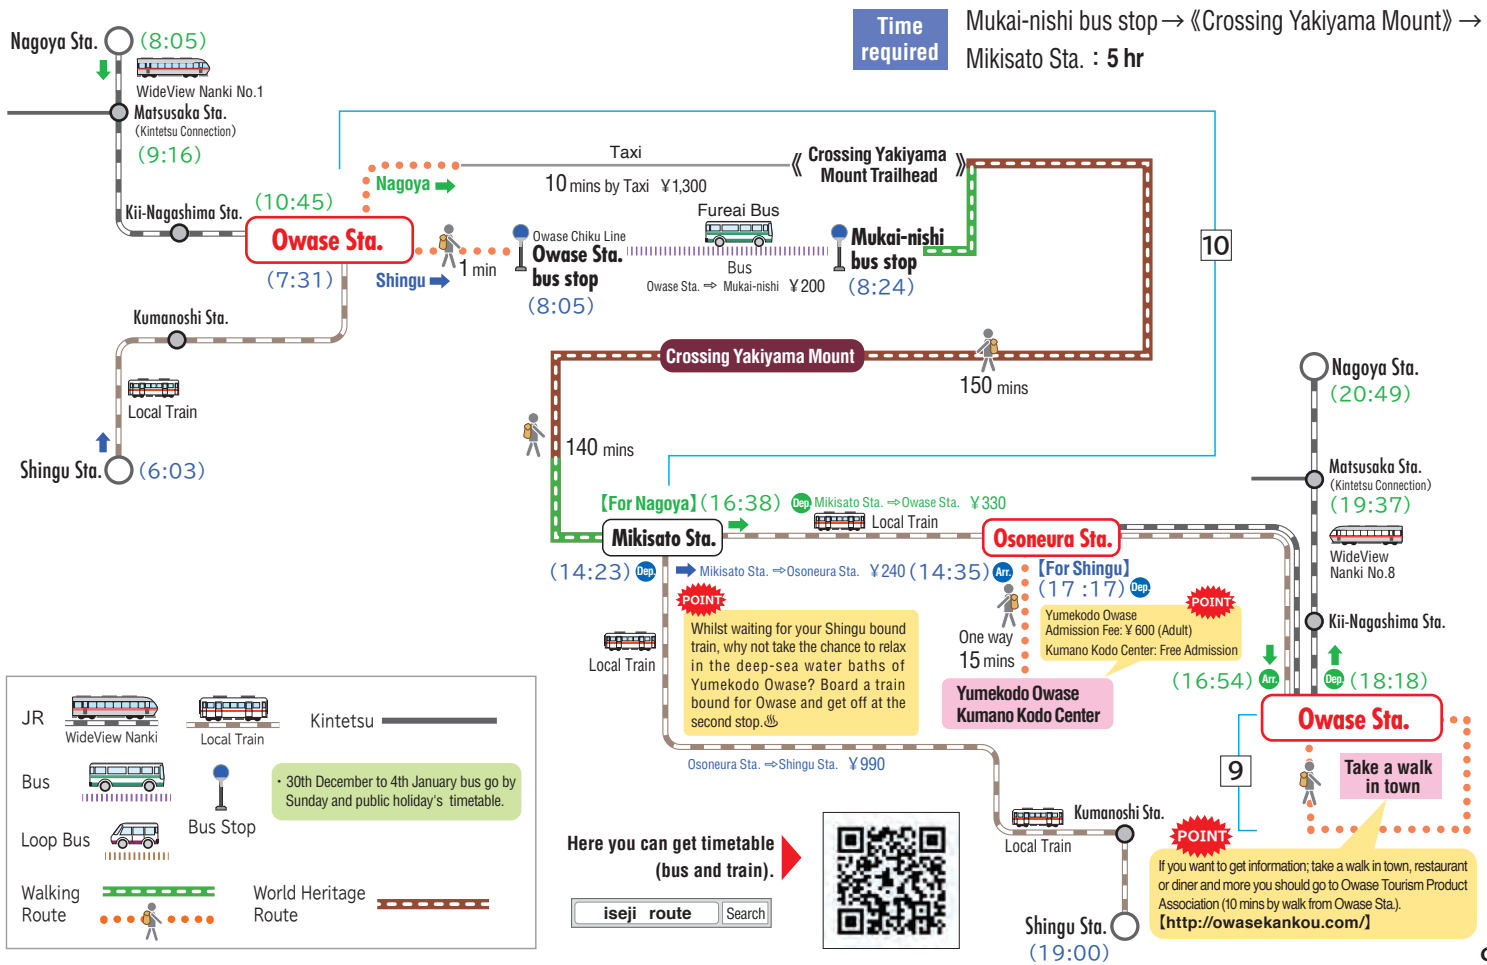 Time
required
Mukai-nishi bus stop→《Crossing Yakiyama Mount》→
Mikisato Sta. : 5 hr
Nagoya Sta.
(8:05)
WideView Nanki No.1
Matsusaka Sta.
(Kintetsu Connection)
(9:16)
Kii-Nagashima Sta.
(10:45)
Owase Sta.
(7:31)
Kumanoshi Sta.
Local Train
Shingu Sta.
(6:03)
Nagoya
Taxi
10 mins by Taxi ¥1,300
《 Crossing Yakiyama 》
Mount Trailhead
Shingu
1 min
Owase Chiku Line
Owase Sta.
bus stop
(8:05)
Fureai Bus
Bus
Owase Sta. ⇨ Mukai-nishi ¥200
Mukai-nishi
bus stop
(8:24)
10
Crossing Yakiyama Mount
150 mins
140 mins
【For Nagoya】(16:38) Dep. Mikisato Sta. ⇨Owase Sta. ¥330
Local Train
Mikisato Sta.
Osoneura Sta.
(14:23) Dep.
Mikisato Sta. ⇨Osoneura Sta. ¥240 (14:35) Arr.
【For Shingu】
(17:17) Dep.
POINT
Whilst waiting for your Shingu bound
train, why not take the chance to relax
in the deep-sea water baths of
Yumekodo Owase? Board a train
bound for Owase and get off at the
second stop.♨
Local Train
One way
15 mins
POINT
Yumekodo Owase
Admission Fee: ¥600 (Adult)
Kumano Kodo Center: Free Admission
Yumekodo Owase
Kumano Kodo Center
Osoneura Sta. ⇨Shingu Sta. ¥990
Kumanoshi Sta.
Local Train
Shingu Sta.
(19:00)
Nagoya Sta.
(20:49)
Matsusaka Sta.
(Kintetsu Connection)
(19:37)
WideView
Nanki No.8
Kii-Nagashima Sta.
(16:54) Arr.
Dep. (18:18)
Owase Sta.
9
Take a walk
in town
POINT
If you want to get information; take a walk in town, restaurant
or diner and more you should go to Owase Tourism Product
Association (10 mins by walk from Owase Sta.).
【http://owasekankou.com/】
JR
WideView Nanki
Local Train
Kintetsu
Bus
Bus Stop
・30th December to 4th January bus go by
Sunday and public holiday's timetable.
Loop Bus
Walking
Route
World Heritage
Route
Here you can get timetable
(bus and train).
iseji route
Search